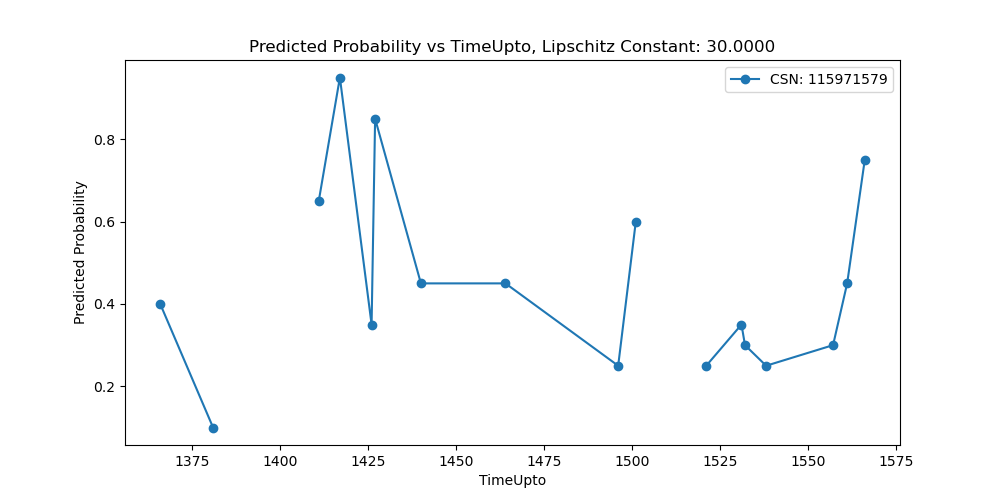 Predicted Probability vs TimeUpto, Lipschitz Constant: 30.0000
CSN: 115971579
Predicted Probability
0.8
0.6
0.4
0.2
1375 1400 1425 1450 1475 1500 1525 1550 1575
TimeUpto